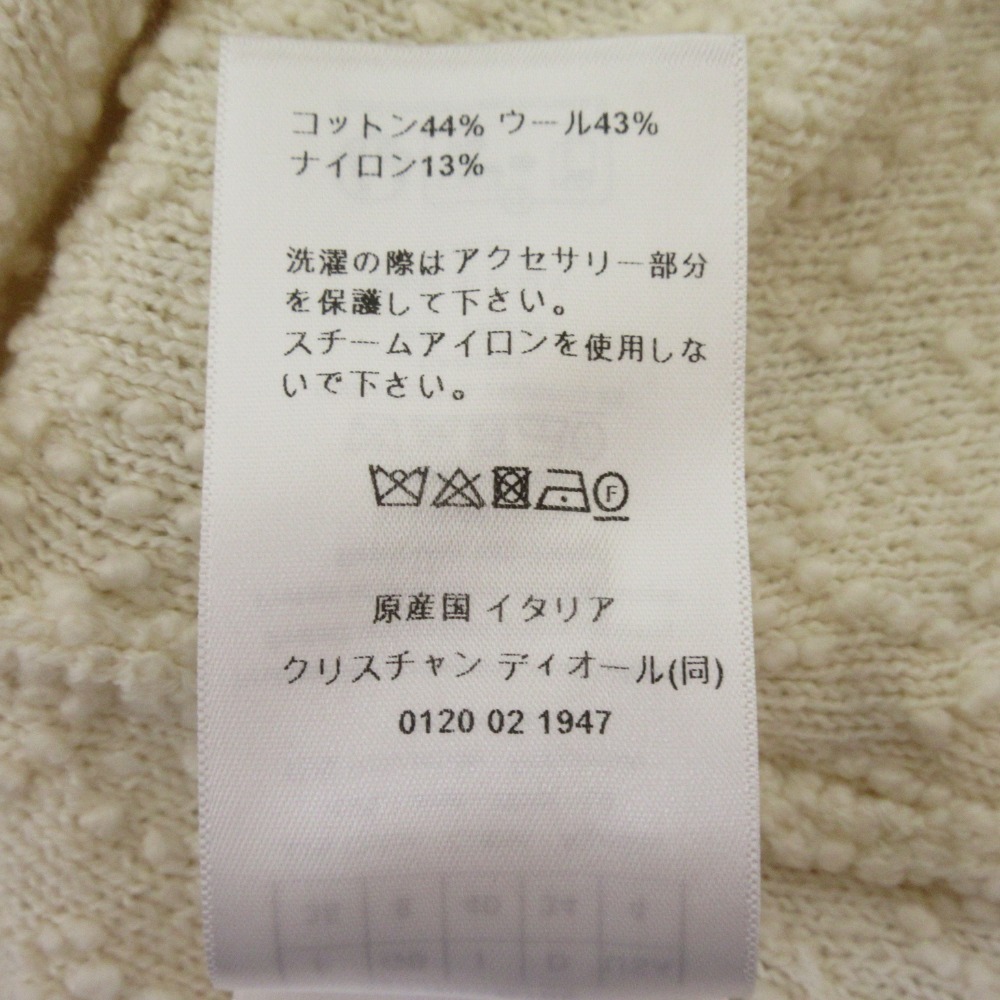 コットン44% ウール43%
ナイロン13%
洗濯の際はアクセサリー部分
を保護して下さい。
スチームアイロンを使用しな
いで下さい。
F
原産国 イタリア
クリスチャン ディオール(同)
0120 02 1947